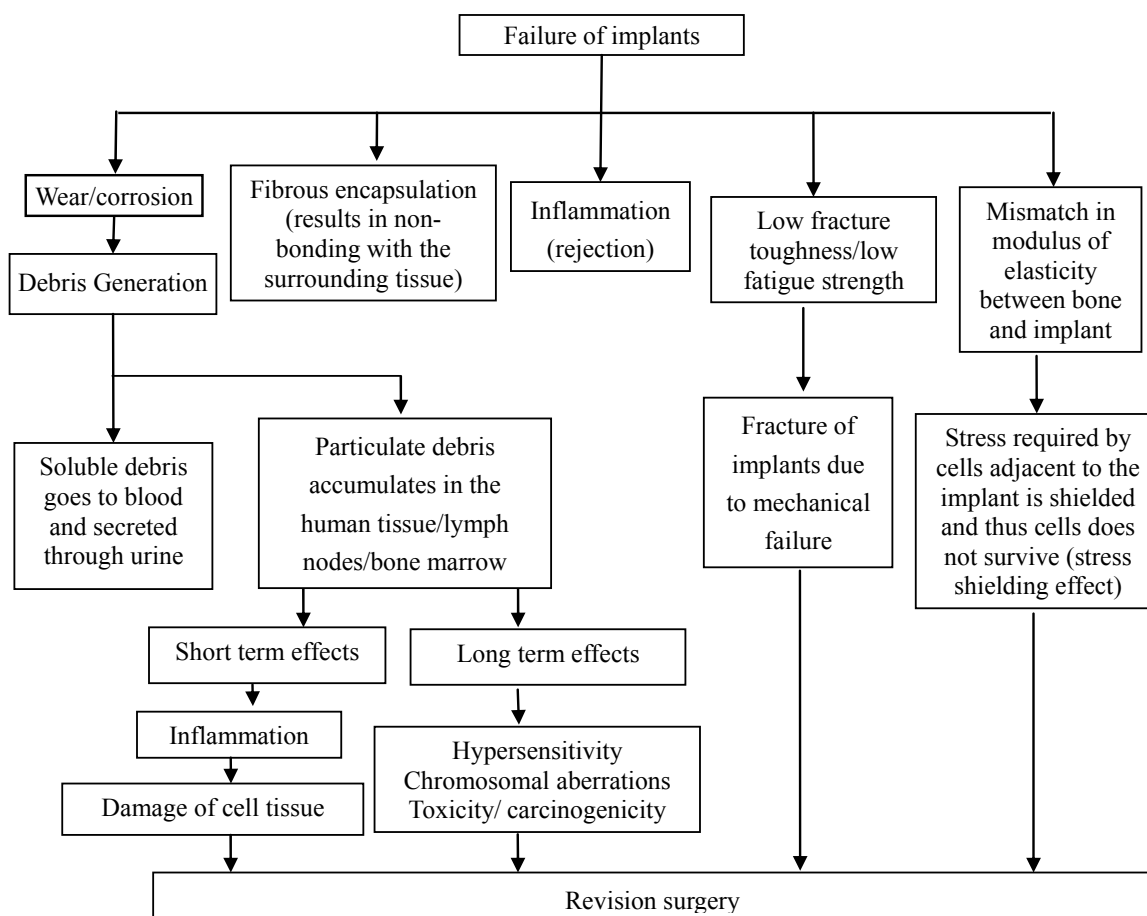 Failure of implants
Wear/corrosion
Fibrous encapsulation
(results in non-
bonding with the
surrounding tissue)
Inflammation
(rejection)
Low fracture
toughness/low
fatigue strength
Mismatch in
modulus of
elasticity
between bone
and implant
Debris Generation
Soluble debris
goes to blood
and secreted
through urine
Particulate debris
accumulates in the
human tissue/lymph
nodes/bone marrow
Fracture of
implants due
to mechanical
failure
Stress required by
cells adjacent to the
implant is shielded
and thus cells does
not survive (stress
shielding effect)
Short term effects
Long term effects
Inflammation
Hypersensitivity
Chromosomal aberrations
Toxicity/ carcinogenicity
Damage of cell tissue
Revision surgery